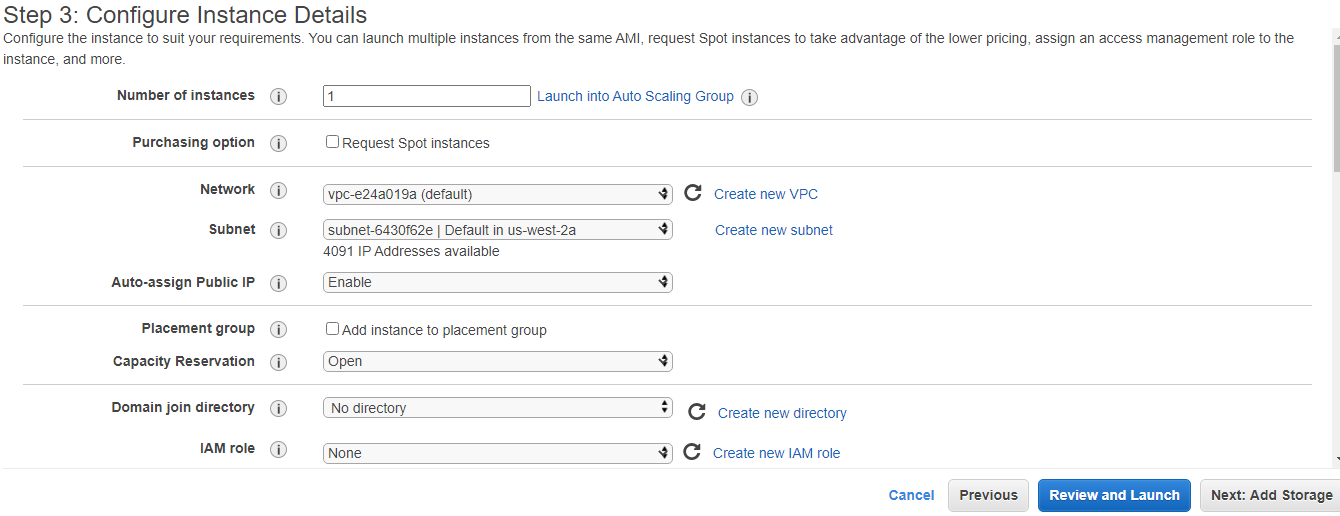 Step 3: Configure Instance Details
Configure the instance to suit your requirements. You can launch multiple instances from the same AMI, request Spot instances to take advantage of the lower pricing, assign an access management role to the
instance, and more.
Number of instances i 1 Launch into Auto Scaling Group i
Purchasing option i Request Spot instances
Network i vpc-e24a019a (default) Create new VPC
Subnet i subnet-6430f62e | Default in us-west-2a Create new subnet
4091 IP Addresses available
Auto-assign Public IP i Enable
Placement group i Add instance to placement group
Capacity Reservation i Open
Domain join directory i No directory Create new directory
IAM role i None Create new IAM role
Cancel Previous Review and Launch Next: Add Storage